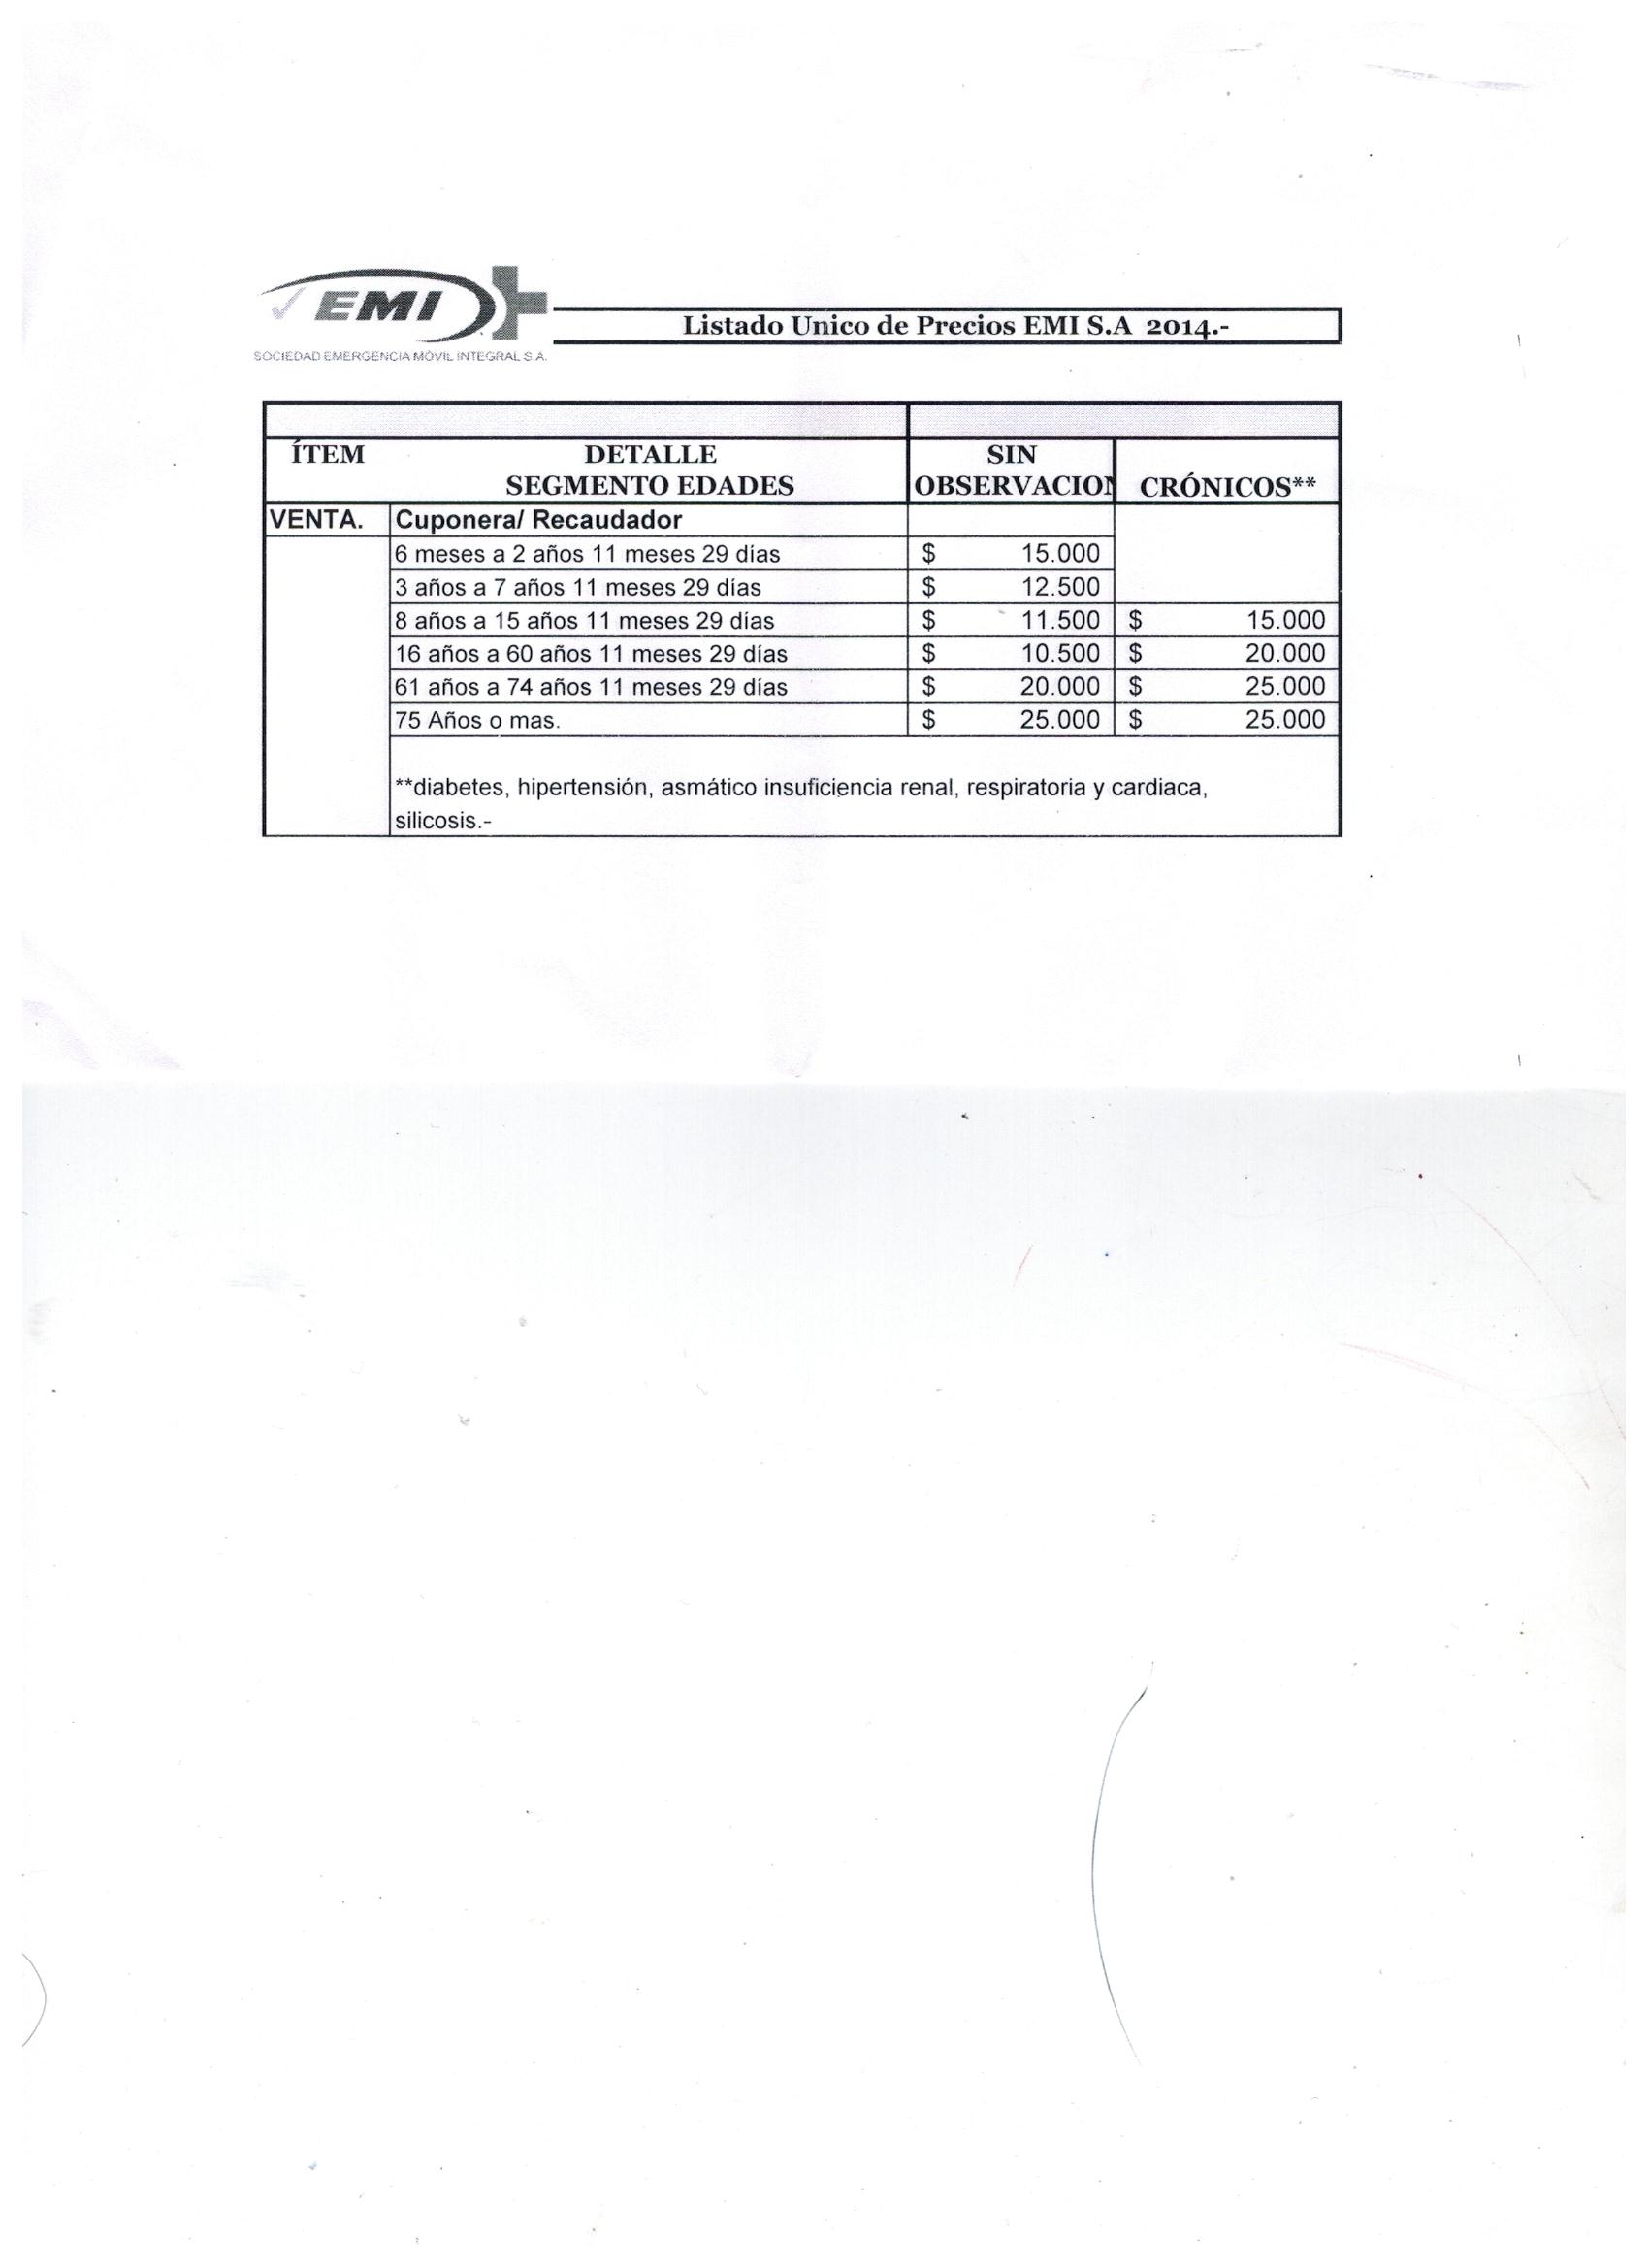 EMI
SOCIEDAD EMERGENCIA MÓVIL INTEGRAL S.A.
Listado Unico de Precios EMI S.A 2014.-
ÍTEM DETALLE SIN
SEGMENTO EDADES OBSERVACION CRÓNICOS**
VENTA. Cuponera/ Recaudador
6 meses a 2 años 11 meses 29 días $ 15.000
3 años a 7 años 11 meses 29 días $ 12.500
8 años a 15 años 11 meses 29 días $ 11.500 $ 15.000
16 años a 60 años 11 meses 29 días $ 10.500 $ 20.000
61 años a 74 años 11 meses 29 días $ 20.000 $ 25.000
75 Años o mas. $ 25.000 $ 25.000
**diabetes, hipertensión, asmático insuficiencia renal, respiratoria y cardiaca,
silicosis.-